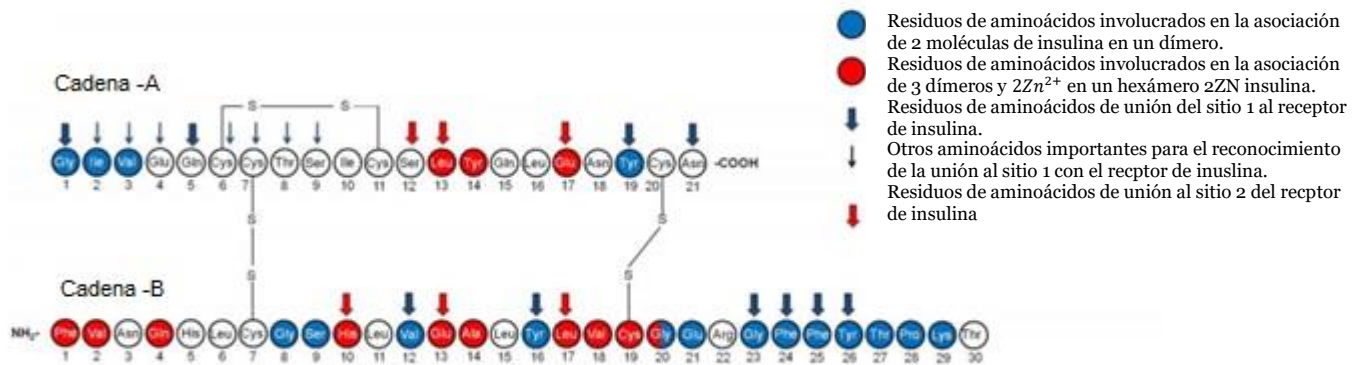 Residuos de aminoácidos involucrados en la asociación
de 2 moléculas de insulina en un dímero.
Residuos de aminoácidos involucrados en la asociación
de 3 dímeros y 2Zn²⁺ en un hexámero 2ZN insulina.
Residuos de aminoácidos de unión del sitio 1 al receptor
de insulina.
Otros aminoácidos importantes para el reconocimiento
de la unión al sitio 1 con el recptor de inuslina.
Residuos de aminoácidos de unión al sitio 2 del recptor
de insulina
Cadena -A
S S
Gly Ile Val Glu Gln Cys Cys Thr Ser Ile Cys Ser Leu Tyr Gln Leu Glu Asn Tyr Cys Asn -COOH
1 2 3 4 5 6 7 8 9 10 11 12 13 14 15 16 17 18 19 20 21
S S
S S
Cadena -B
NH₂- Phe Val Asn Gln His Leu Cys Gly Ser His Leu Val Glu Ala Leu Tyr Leu Val Cys Gly Glu Arg Gly Phe Phe Tyr Thr Pro Lys Thr
1 2 3 4 5 6 7 8 9 10 11 12 13 14 15 16 17 18 19 20 21 22 23 24 25 26 27 28 29 30